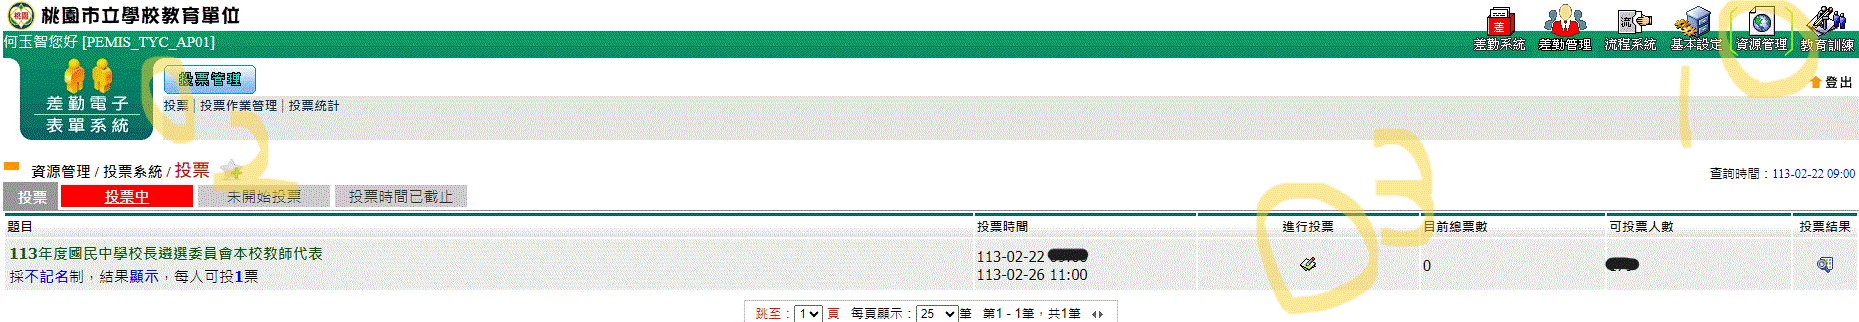 桃園 桃園市立學校教育單位
何玉智您好 [PEMIS_TYC_AP01]
差 差勤系統 差勤管理 流 流程系統 基本設定 資源管理 教育訓練
1
差勤電子
表單系統
投票管理
登出
投票 | 投票作業管理 | 投票統計
2
3
資源管理 / 投票系統 / 投票
查詢時間：113-02-22 09:00
投票 投票中 未開始投票 投票時間已截止
題目 投票時間 進行投票 目前總票數 可投票人數 投票結果
113年度國民中學校長遴選委員會本校教師代表
採不記名制，結果顯示，每人可投1票
113-02-22
113-02-26 11:00
0
跳至：1 頁 每頁顯示：25 筆 第1 - 1筆，共1筆